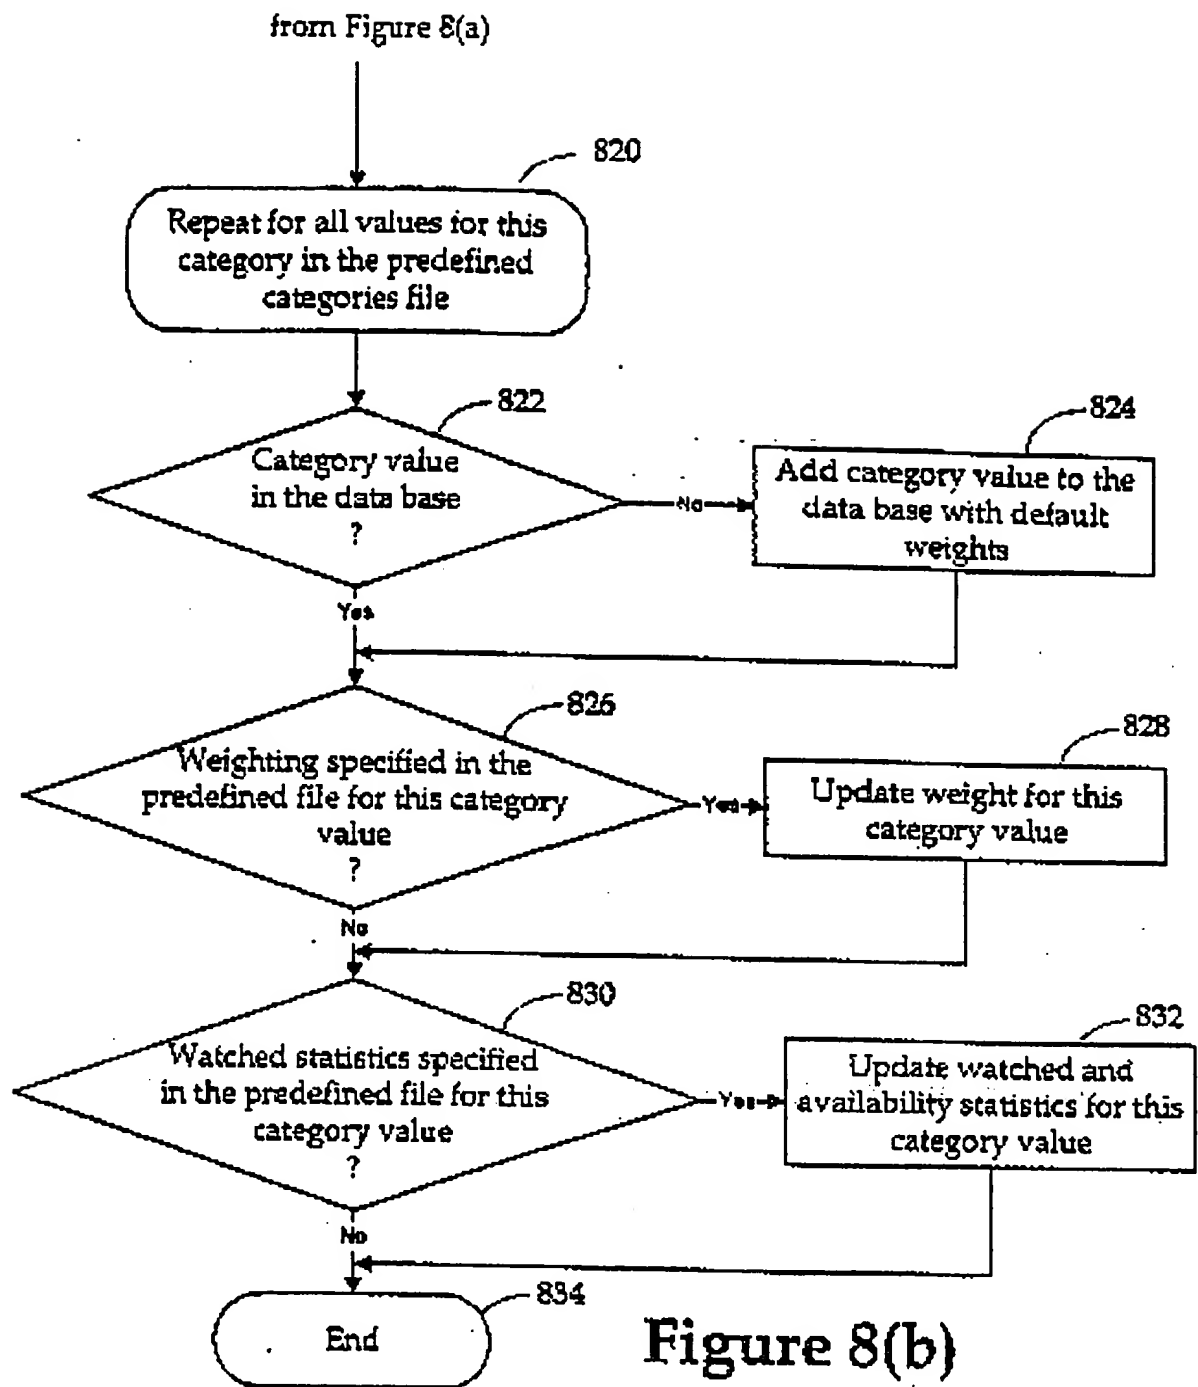 from Figure 8(a)
820
Repeat for all values for this
category in the predefined
categories file
822
Category value
in the data base
?
No
824
Add category value to the
data base with default
weights
Yes
826
Weighting specified in the
predefined file for this category
value
?
Yes
828
Update weight for this
category value
No
830
Watched statistics specified
in the predefined file for this
category value
?
Yes
832
Update watched and
availability statistics for this
category value
No
834
End
Figure 8(b)